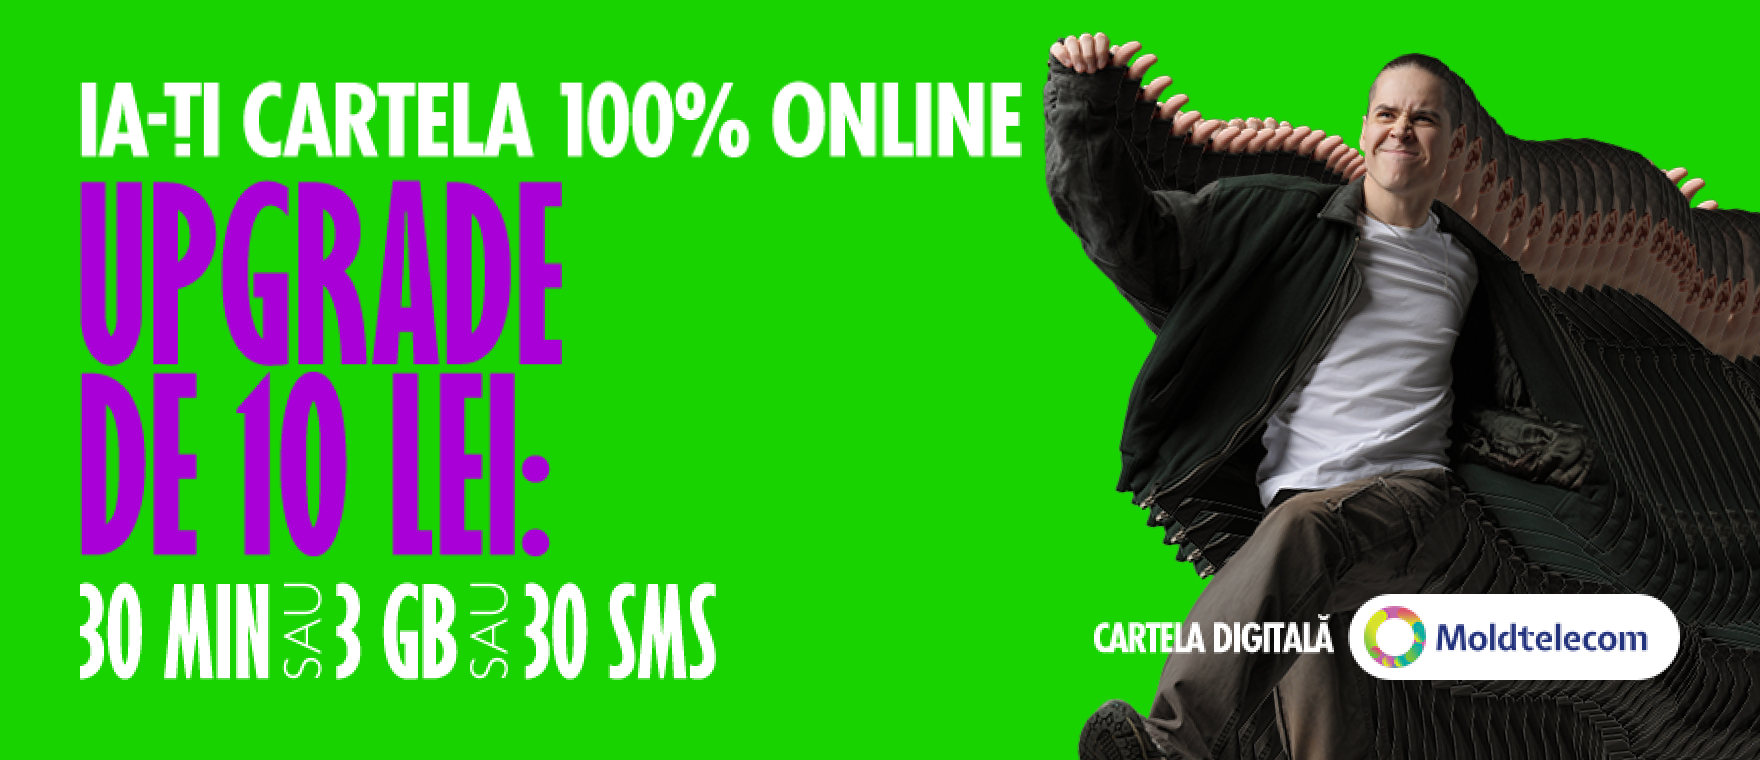 IA-ȚI CARTELA 100% ONLINE
UPGRADE
DE 10 LEI:
30 MIN SAU 3 GB SAU 30 SMS
CARTELA DIGITALĂ Moldtelecom